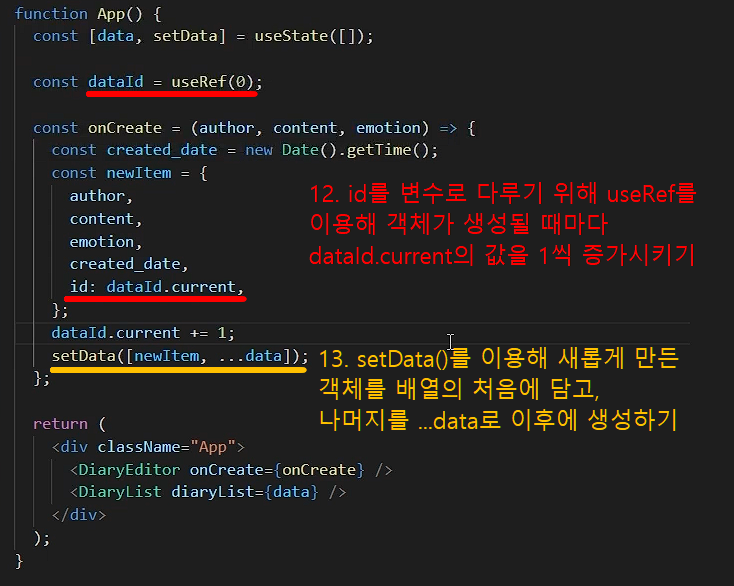 function App() {
const [data, setData] = useState([]);
const dataId = useRef(0);
const onCreate = (author, content, emotion) => {
const created_date = new Date().getTime();
const newItem = {
author,
content,
emotion,
created_date,
id: dataId.current,
12. id를 변수로 다루기 위해 useRef를
이용해 객체가 생성될 때마다
dataId.current의 값을 1씩 증가시키기
};
dataId.current += 1;
setData([newItem, ...data]);
13. setData()를 이용해 새롭게 만든
객체를 배열의 처음에 담고,
나머지를 ...data로 이후에 생성하기
};
return (
<div className="App">
<DiaryEditor onCreate={onCreate} />
<DiaryList diaryList={data} />
</div>
);
}